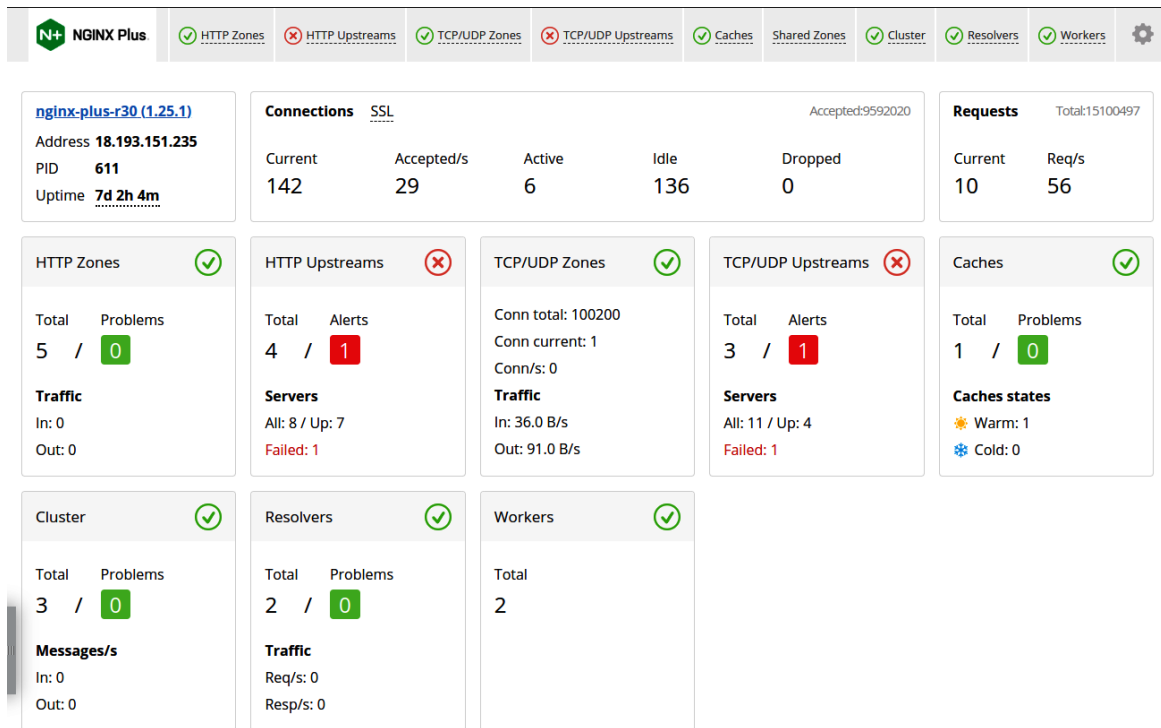 N+ NGINX Plus HTTP Zones HTTP Upstreams TCP/UDP Zones TCP/UDP Upstreams Caches Shared Zones Cluster Resolvers Workers
nginx-plus-r30 (1.25.1)
Address 18.193.151.235
PID 611
Uptime 7d 2h 4m
Connections SSL Accepted:9592020
Current Accepted/s Active Idle Dropped
142 29 6 136 0
Requests Total:15100497
Current Req/s
10 56
HTTP Zones
Total Problems
5 / 0
Traffic
In: 0
Out: 0
HTTP Upstreams
Total Alerts
4 / 1
Servers
All: 8 / Up: 7
Failed: 1
TCP/UDP Zones
Conn total: 100200
Conn current: 1
Conn/s: 0
Traffic
In: 36.0 B/s
Out: 91.0 B/s
TCP/UDP Upstreams
Total Alerts
3 / 1
Servers
All: 11 / Up: 4
Failed: 1
Caches
Total Problems
1 / 0
Caches states
Warm: 1
Cold: 0
Cluster
Total Problems
3 / 0
Messages/s
In: 0
Out: 0
Resolvers
Total Problems
2 / 0
Traffic
Req/s: 0
Resp/s: 0
Workers
Total
2